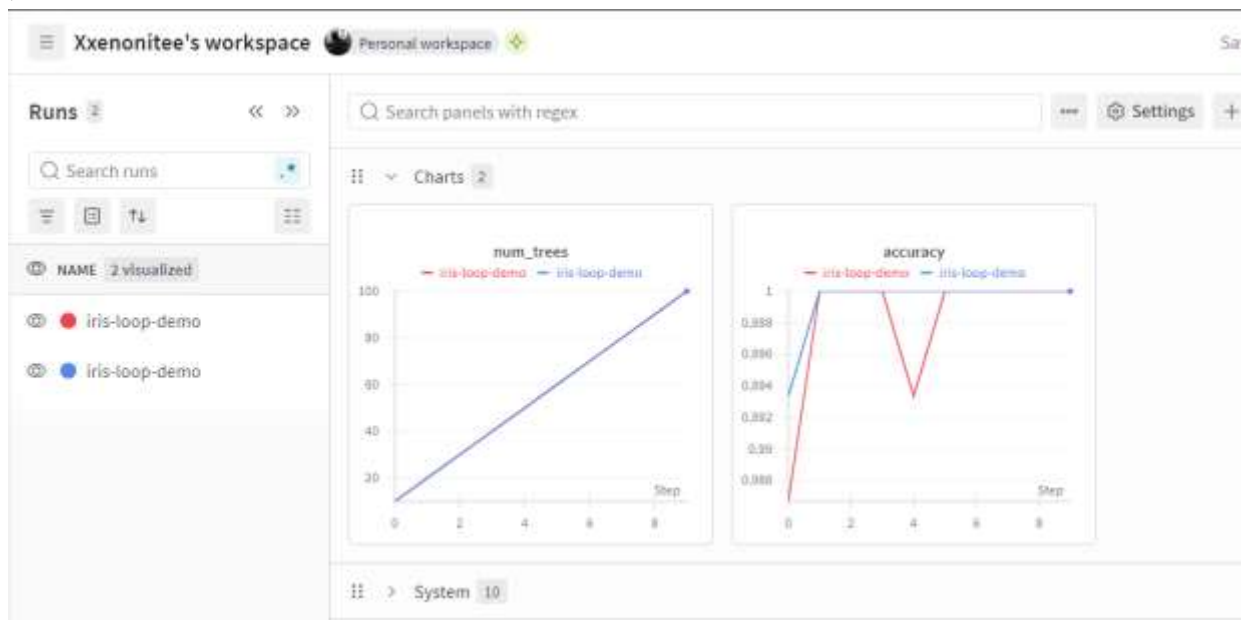 Xxenonitee's workspace Personal workspace
Sa
Runs 2
Search panels with regex
Settings
Search runs
.*
Charts 2
NAME 2 visualized
iris-loop-demo
iris-loop-demo
num_trees
iris-loop-demo iris-loop-demo
100
80
60
40
20
Step
0 2 4 6 8
accuracy
iris-loop-demo iris-loop-demo
1
0.998
0.996
0.994
0.992
0.99
0.988
Step
0 2 4 6 8
System 10